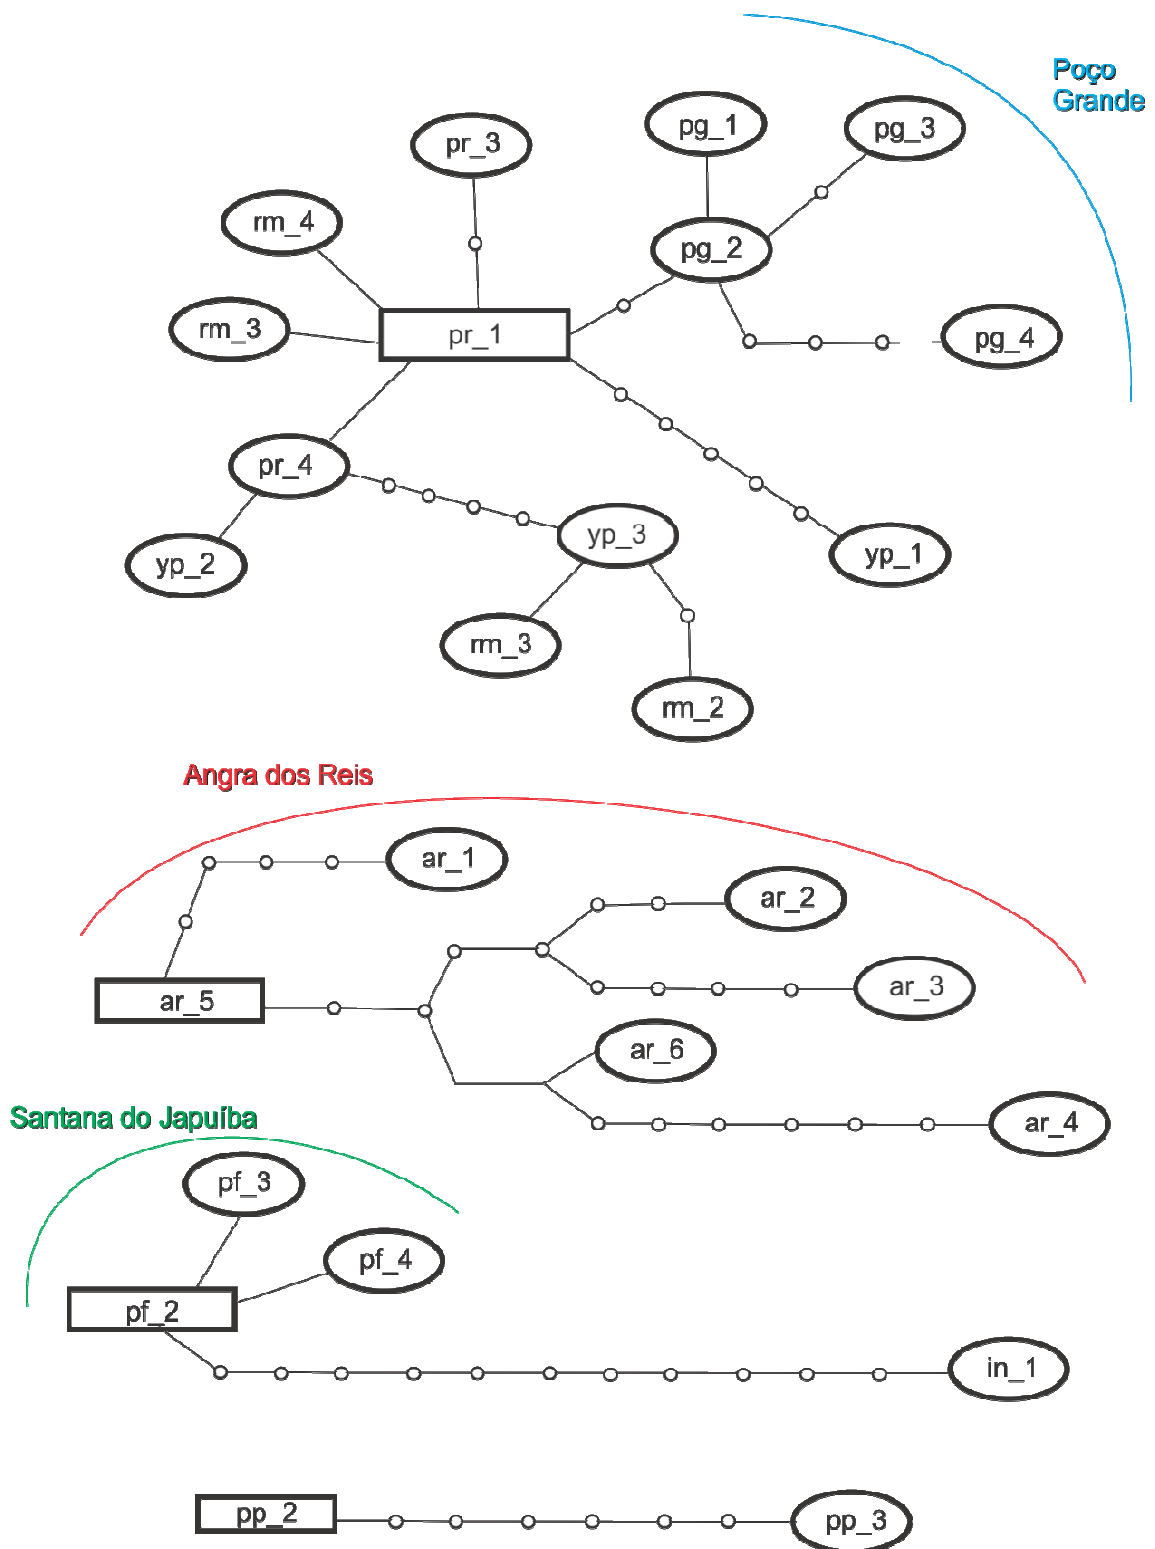 Poço
Grande
pg_1
pg_3
pr_3
rm_4
pg_2
rm_3
pr_1
pg_4
pr_4
yp_3
yp_1
yp_2
rm_3
rm_2
Angra dos Reis
ar_1
ar_2
ar_3
ar_5
ar_6
ar_4
Santana do Japuíba
pf_3
pf_4
pf_2
in_1
pp_2
pp_3